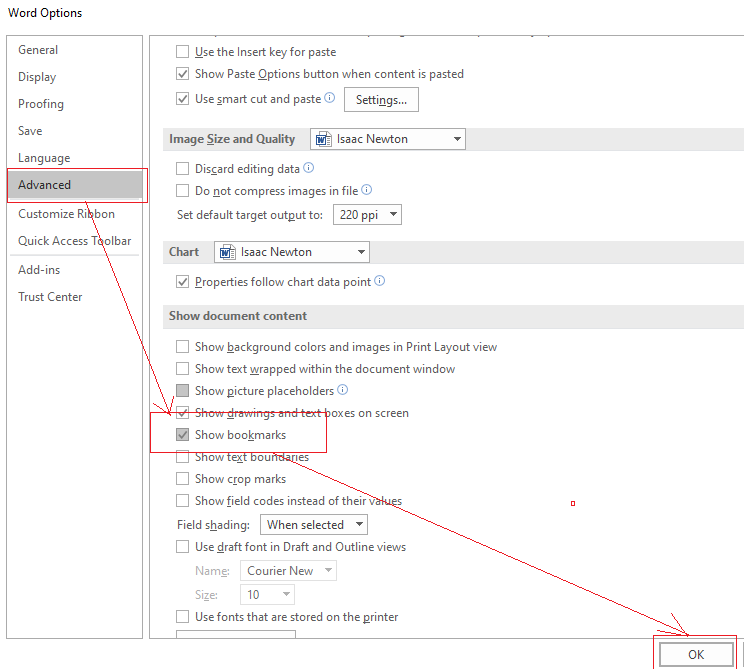 Word Options
General
Display
Proofing
Save
Language
Advanced
Customize Ribbon
Quick Access Toolbar
Add-ins
Trust Center
Use the Insert key for paste
Show Paste Options button when content is pasted
Use smart cut and paste
Settings...
Image Size and Quality Isaac Newton
Discard editing data
Do not compress images in file
Set default target output to: 220 ppi
Chart Isaac Newton
Properties follow chart data point
Show document content
Show background colors and images in Print Layout view
Show text wrapped within the document window
Show picture placeholders
Show drawings and text boxes on screen
Show bookmarks
Show text boundaries
Show crop marks
Show field codes instead of their values
Field shading: When selected
Use draft font in Draft and Outline views
Name: Courier New
Size: 10
Use fonts that are stored on the printer
OK